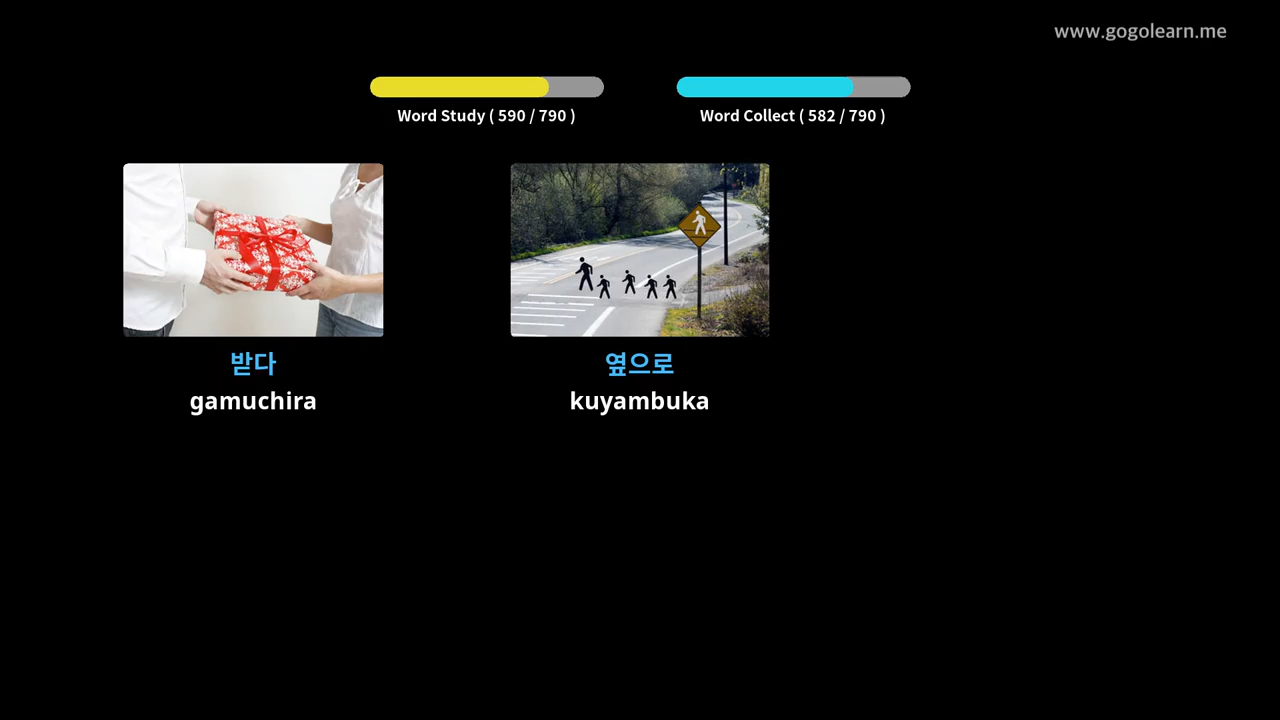 www.gogolearn.me
Word Study ( 590 / 790 )
Word Collect ( 582 / 790 )
받다
gamuchira
옆으로
kuyambuka